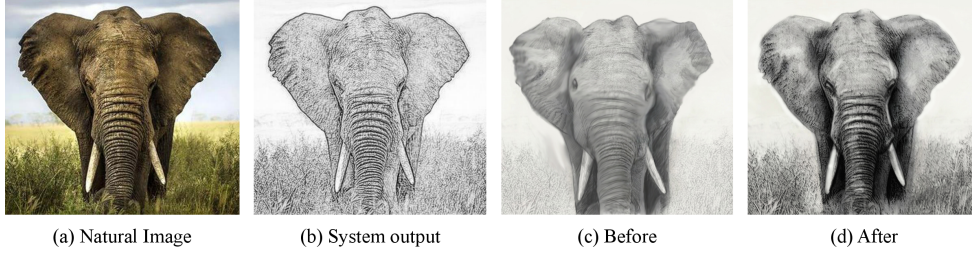 (a) Natural Image
(b) System output
(c) Before
(d) After